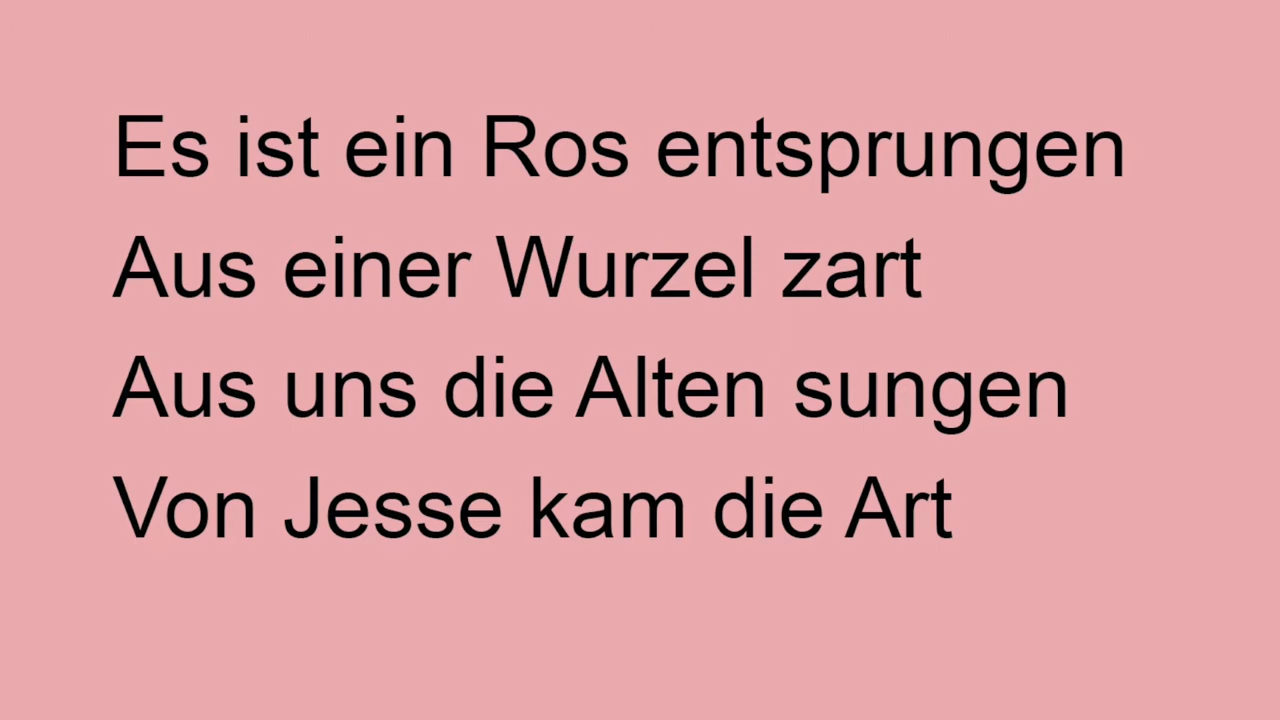 Es ist ein Ros entsprungen
Aus einer Wurzel zart
Aus uns die Alten sungen
Von Jesse kam die Art